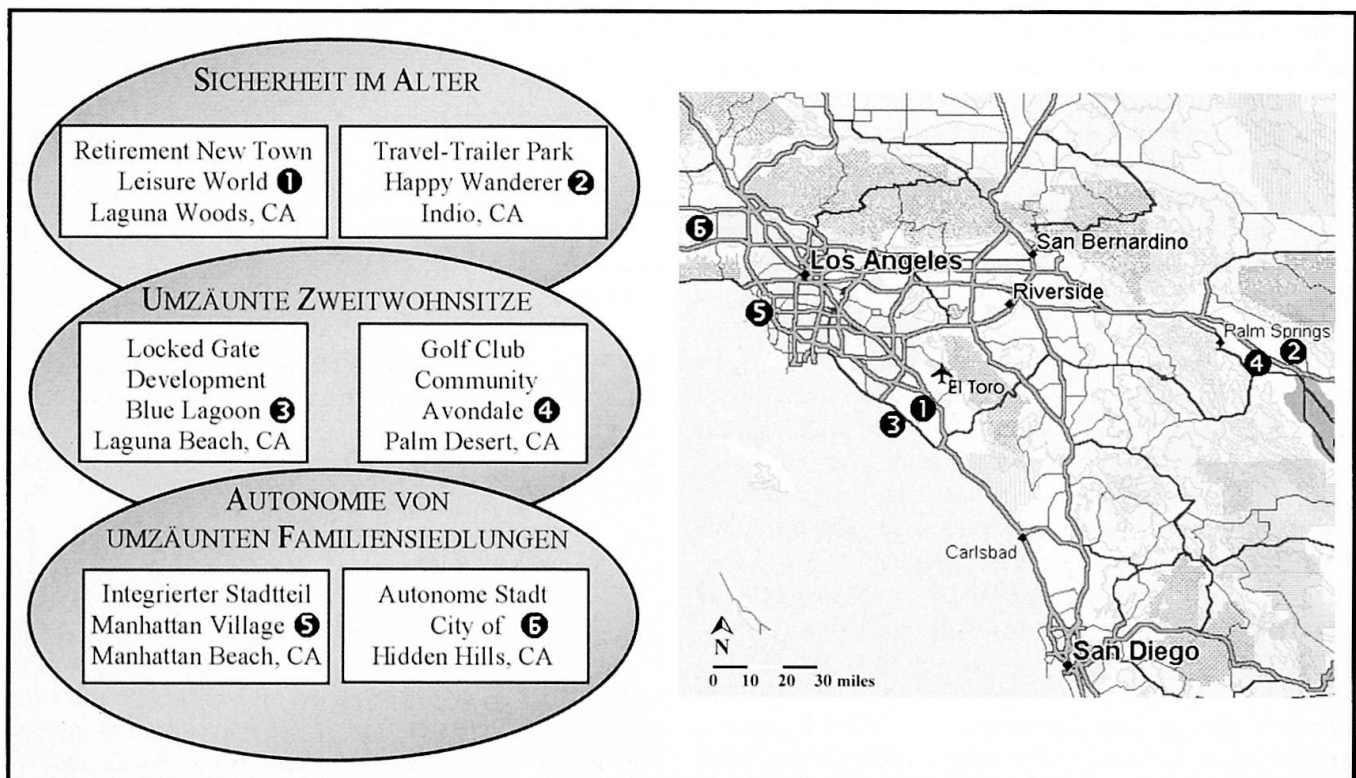 SICHERHEIT IM ALTER
Retirement New Town
Leisure World ❶
Laguna Woods, CA
Travel-Trailer Park
Happy Wanderer ❷
Indio, CA
UMZÄUNTE ZWEITWOHNSITZE
Locked Gate
Development
Blue Lagoon ❸
Laguna Beach, CA
Golf Club
Community
Avondale ❹
Palm Desert, CA
AUTONOMIE VON
UMZÄUNTEN FAMILIENSIEDLUNGEN
Integrierter Stadtteil
Manhattan Village ❺
Manhattan Beach, CA
Autonome Stadt
City of ❻
Hidden Hills, CA
❻
San Bernardino
Los Angeles
Riverside
❺
Palm Springs
❹ ❷
El Toro
❶
❸
Carlsbad
N
0 10 20 30 miles
San Diego